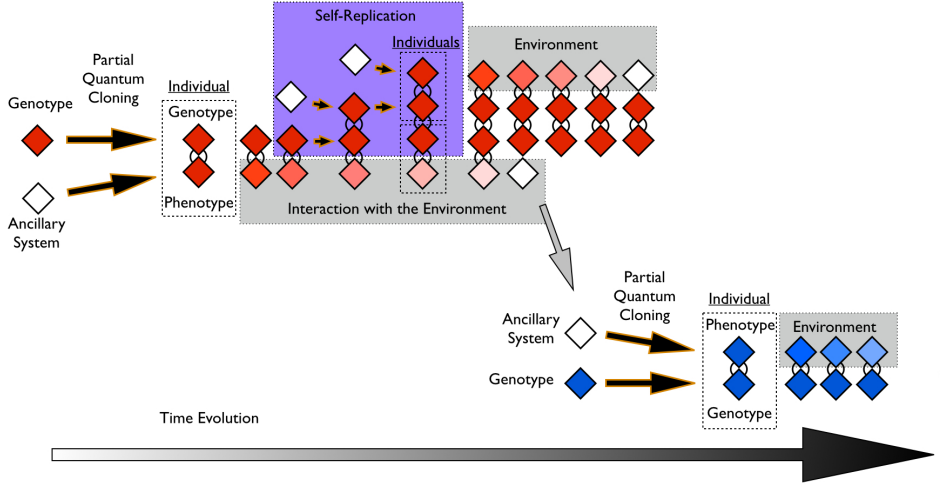 Self-Replication
Individuals
Environment
Partial
Quantum
Cloning
Individual
Genotype
Genotype
Phenotype
Ancillary
System
Interaction with the Environment
Partial
Quantum
Cloning
Individual
Ancillary
System
Phenotype
Environment
Genotype
Genotype
Time Evolution